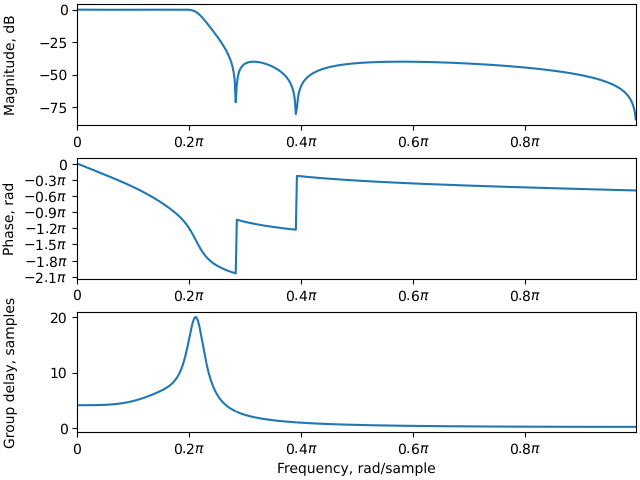 Magnitude, dB
0
−25
−50
−75
0 0.2π 0.4π 0.6π 0.8π
Phase, rad
0
−0.3π
−0.6π
−0.9π
−1.2π
−1.5π
−1.8π
−2.1π
0 0.2π 0.4π 0.6π 0.8π
Group delay, samples
20
10
0
0 0.2π 0.4π 0.6π 0.8π
Frequency, rad/sample